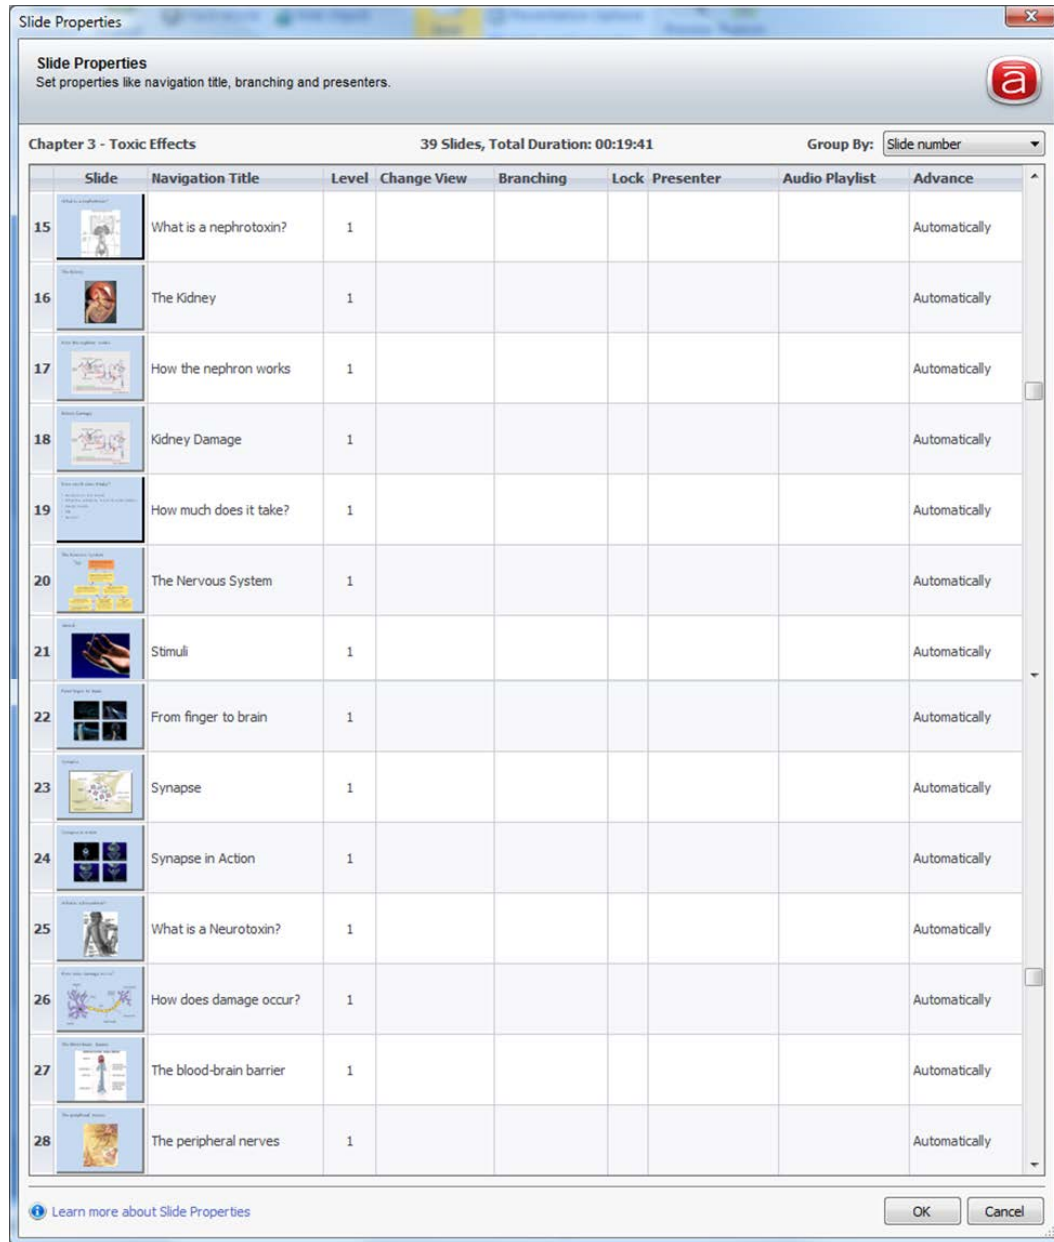 Slide Properties
Slide Properties
Set properties like navigation title, branching and presenters.
Chapter 3 - Toxic Effects 39 Slides, Total Duration: 00:19:41 Group By: Slide number
Slide Navigation Title Level Change View Branching Lock Presenter Audio Playlist Advance
15 What is a nephrotoxin? 1 Automatically
16 The Kidney 1 Automatically
17 How the nephron works 1 Automatically
18 Kidney Damage 1 Automatically
19 How much does it take? 1 Automatically
20 The Nervous System 1 Automatically
21 Stimuli 1 Automatically
22 From finger to brain 1 Automatically
23 Synapse 1 Automatically
24 Synapse in Action 1 Automatically
25 What is a Neurotoxin? 1 Automatically
26 How does damage occur? 1 Automatically
27 The blood-brain barrier 1 Automatically
28 The peripheral nerves 1 Automatically
Learn more about Slide Properties OK Cancel